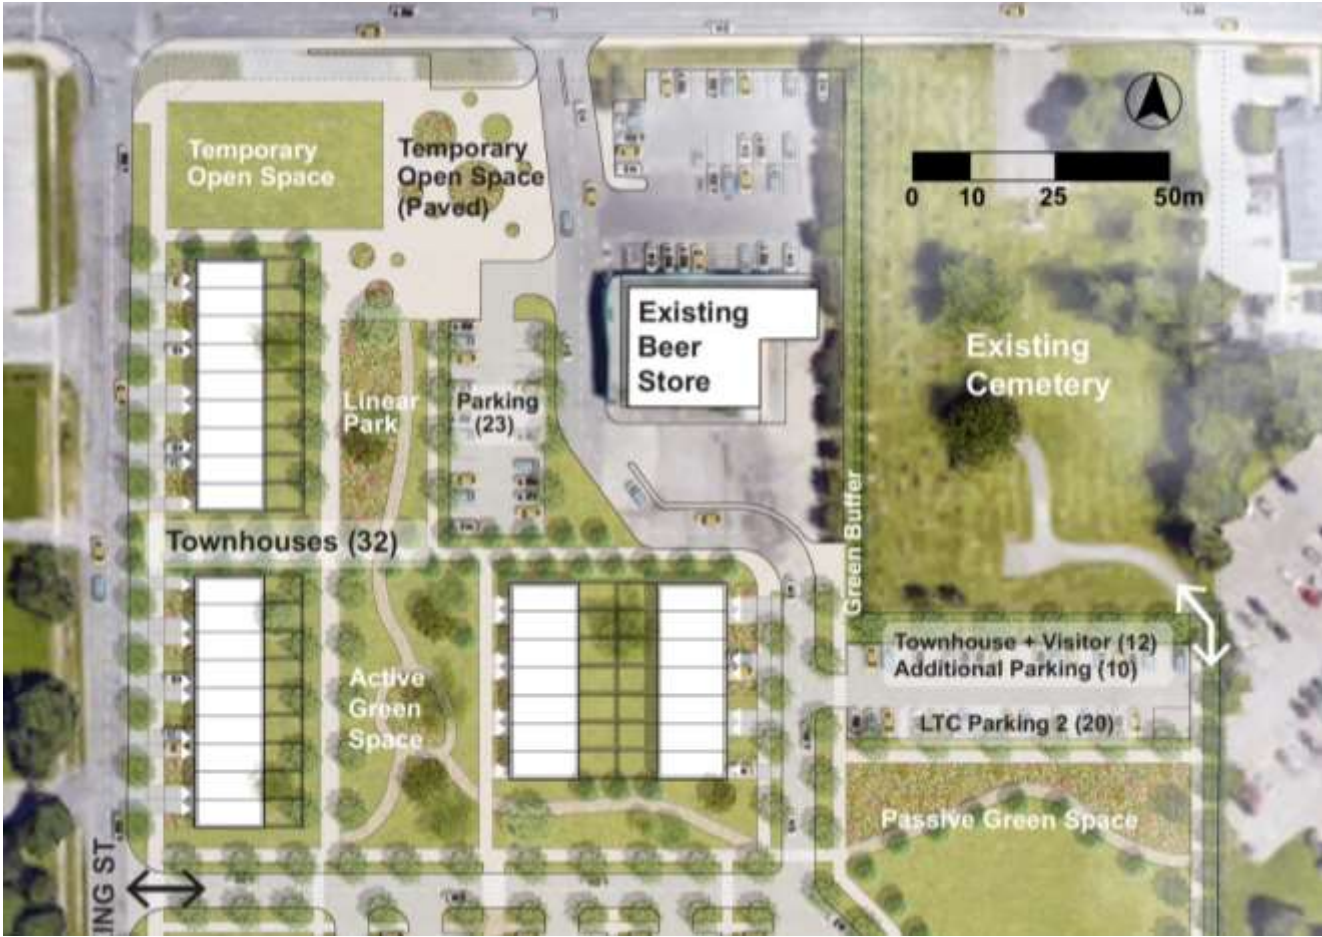 Temporary
Open Space
Temporary
Open Space
(Paved)
0 10 25 50m
Existing
Beer
Store
Existing
Cemetery
Linear
Park
Parking
(23)
Green Buffer
Townhouses (32)
Townhouse + Visitor (12)
Additional Parking (10)
Active
Green
Space
LTC Parking 2 (20)
Passive Green Space
ING ST.